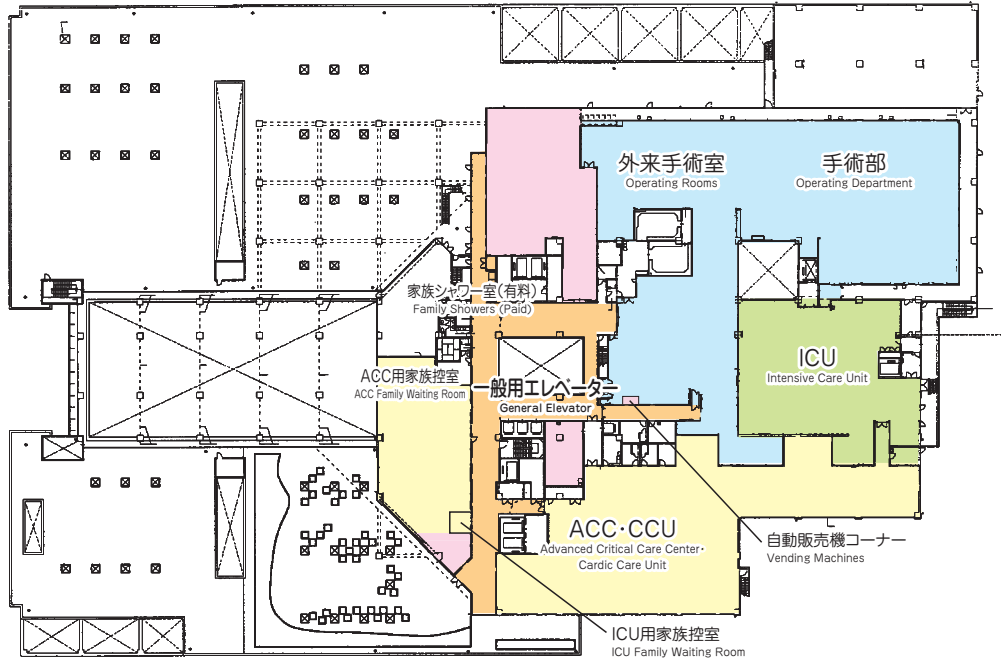 外来手術室
Operating Rooms
手術部
Operating Department
家族シャワー室(有料)
Family Showers (Paid)
ICU
Intensive Care Unit
ACC用家族控室
ACC Family Waiting Room
一般用エレベーター
General Elevator
ACC・CCU
Advanced Critical Care Center・
Cardic Care Unit
自動販売機コーナー
Vending Machines
ICU用家族控室
ICU Family Waiting Room